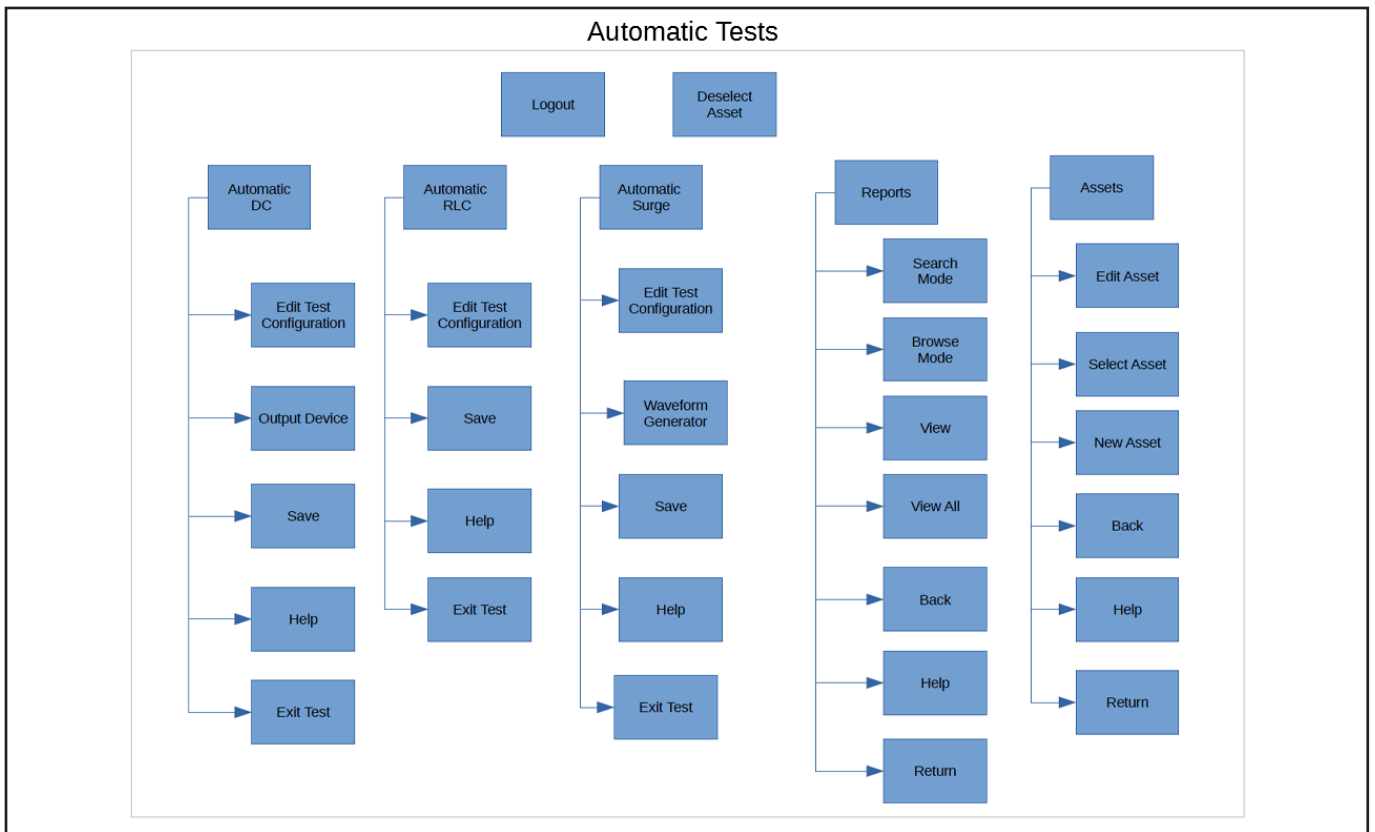 Automatic Tests
Logout
Deselect
Asset
Automatic
DC
Edit Test
Configuration
Output Device
Save
Help
Exit Test
Automatic
RLC
Edit Test
Configuration
Save
Help
Exit Test
Automatic
Surge
Edit Test
Configuration
Waveform
Generator
Save
Help
Exit Test
Reports
Search
Mode
Browse
Mode
View
View All
Back
Help
Return
Assets
Edit Asset
Select Asset
New Asset
Back
Help
Return